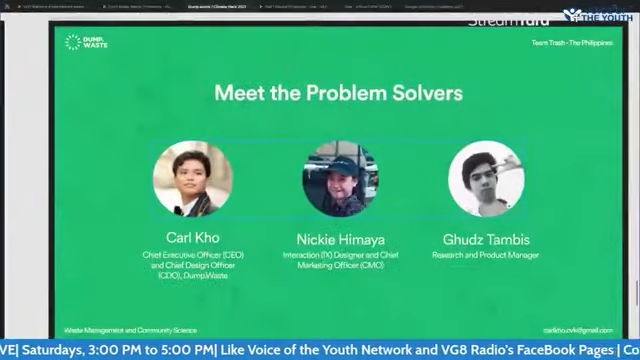 StreamYard
THE YOUTH
DUMP.
WASTE
Team Trash - The Philippines
Meet the Problem Solvers
Carl Kho
Chief Executive Officer (CEO)
and Chief Design Officer
(CDO), Dump.Waste
Nickie Himaya
Interaction (IX) Designer and Chief
Marketing Officer (CMO)
Ghudz Tambis
Research and Product Manager
Waste Management and Community Science
carlkho.cvk@gmail.com
VE| Saturdays, 3:00 PM to 5:00 PM| Like Voice of the Youth Network and VG8 Radio's FaceBook Pages | Co